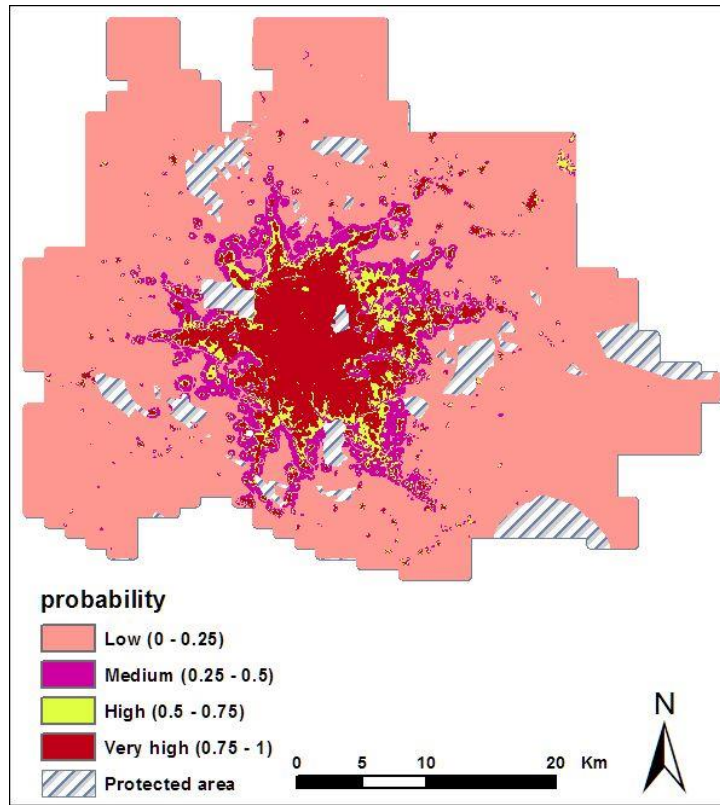 probability
Low (0 - 0.25)
Medium (0.25 - 0.5)
High (0.5 - 0.75)
Very high (0.75 - 1)
Protected area
N
0 5 10 20 Km